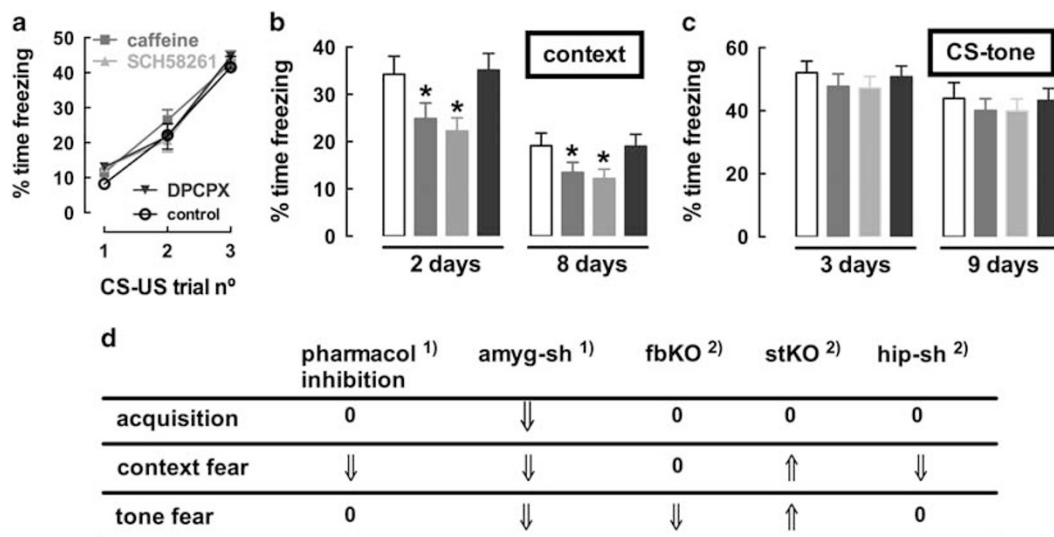 a
50
40
30
20
10
0
% time freezing
caffeine
SCH58261
DPCPX
control
1 2 3
CS-US trial nº
b
40
30
20
10
0
% time freezing
context
* *
* *
2 days 8 days
c
60
40
20
0
% time freezing
CS-tone
3 days 9 days
d
pharmacol 1) amyg-sh 1) fbKO 2) stKO 2) hip-sh 2)
inhibition
acquisition 0 ⇓ 0 0 0
context fear ⇓ ⇓ 0 ⇑ ⇓
tone fear 0 ⇓ ⇓ ⇑ 0